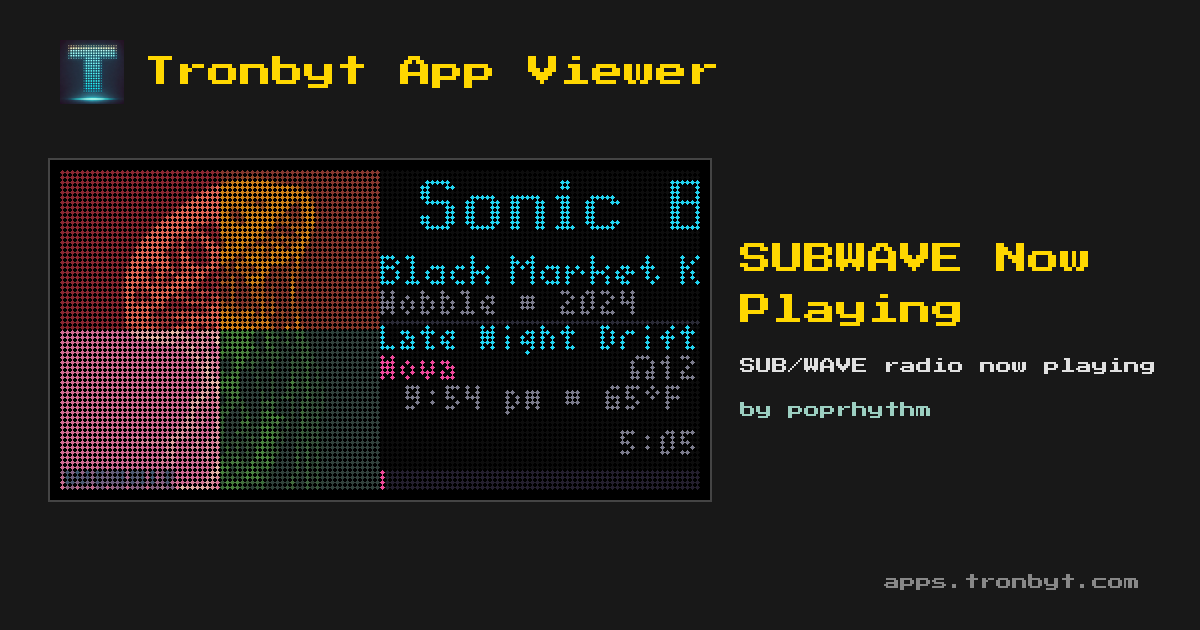 T
Tronbyt App Viewer
Sonic B
Black Market K
Wobble = 2024
Late Night Drift
Nova 12
9:54 pm = 65°F
5:05
SUBWAVE Now
Playing
SUB/WAVE radio now playing
by poprhythm
apps.tronbyt.com